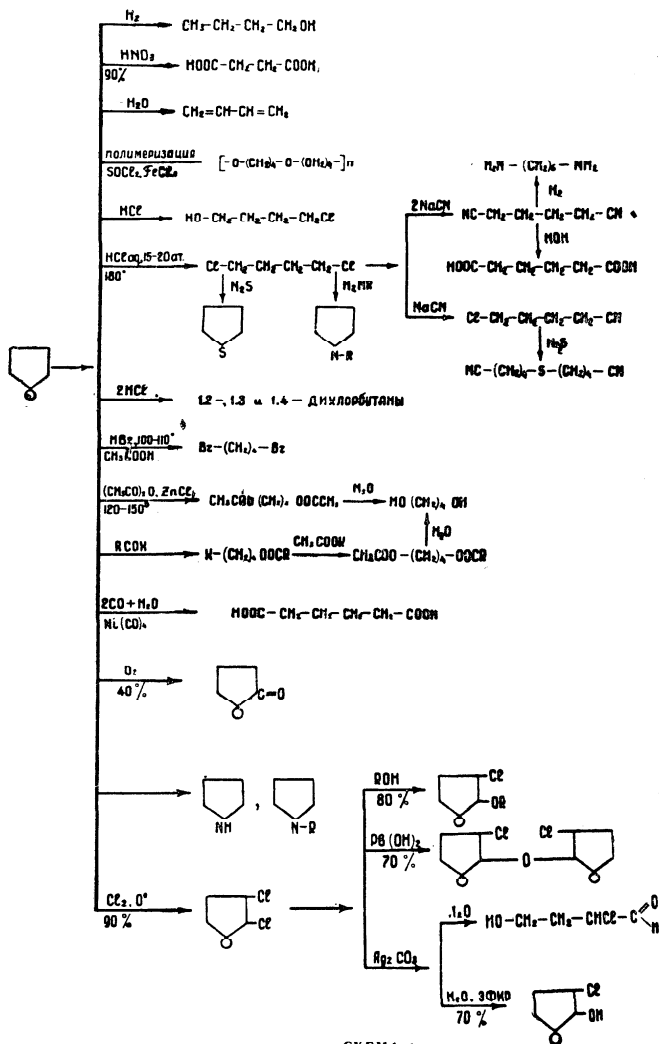 H₂
CH₃-CH₂-CH₂-CH₂OH
HNO₃
90%
HOOC-CH₂-CH₂-COOH,
H₂O
CH₂=CH-CH=CH₂
полимеризация
SOCl₂, FeCl₃
[-O-(CH₂)₄-O-(CH₂)₄-]n
H₂N-(CH₂)₆-NH₂
H₂
HCl
HO-CH₂-CH₂-CH₂-CH₂Cl
2NaCN
NC-CH₂-CH₂-CH₂-CH₂-CN
HOH
HOOC-CH₂-CH₂-CH₂-CH₂-COOH
HCl aq, 15-20 ат.
180°
Cl-CH₂-CH₂-CH₂-CH₂-Cl
H₂S
H₂NR
NaCN
Cl-CH₂-CH₂-CH₂-CH₂-CN
S
N-R
Na₂S
NC-(CH₂)₄-S-(CH₂)₄-CN
O
2HCl
1.2-, 1.3 и 1.4- ДИХЛОРБУТАНЫ
HBr, 100-110°
CH₃COOH
Br-(CH₂)₄-Br
(CH₃CO)₂O, ZnCl₂
120-150°
CH₃COO(CH₂)₄OOCCH₃
H₂O
HO(CH₂)₄OH
H₂O
RCOX
X-(CH₂)₄OOCR
CH₃COOH
CH₃COO-(CH₂)₄-OOCR
2CO+H₂O
Ni(CO)₄
HOOC-CH₂-CH₂-CH₂-CH₂-COOH
O₂
40%
C=O
O
NH
,
N-R
ROH
80%
Cl
OR
O
Pb(OH)₂
70%
Cl
Cl
O
O
O
Cl₂, 0°
90%
Cl
Cl
O
H₂O
HO-CH₂-CH₂-CHCl-C
O
H
Ag₂CO₃
H₂O, ЭФИР
70%
Cl
OH
O